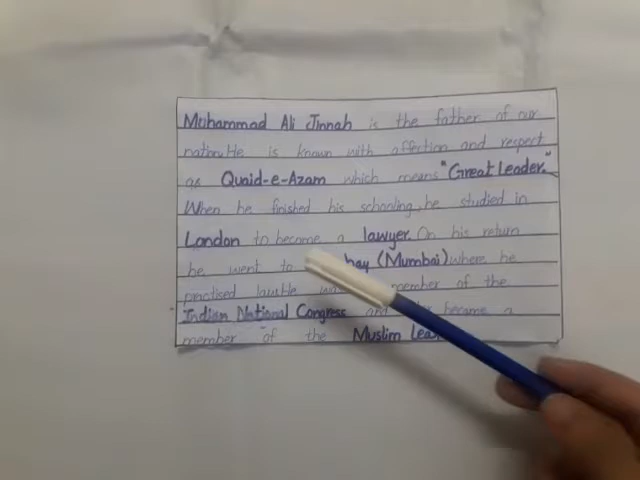 Muhammad Ali Jinnah is the father of our
nation. He is known with affection and respect
as Quaid-e-Azam which means "Great Leader."
When he finished his schooling, he studied in
London to become a lawyer. On his return
he went to bay (Mumbai) where he
practised law. He member of the
Indian National Congress and became a
member of the Muslim Lea